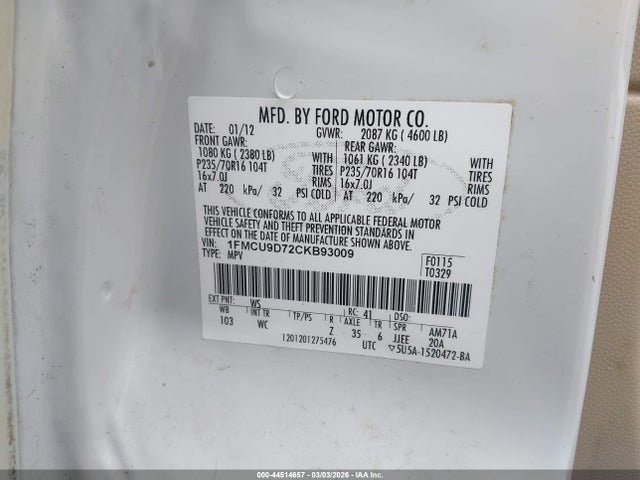 MFD. BY FORD MOTOR CO.
DATE: 01/12 GVWR: 2087 KG ( 4600 LB)
FRONT GAWR: REAR GAWR:
1080 KG ( 2380 LB) WITH 1061 KG ( 2340 LB) WITH
P235/70R16 104T TIRES P235/70R16 104T TIRES
16x7.0J RIMS 16x7.0J RIMS
AT 220 kPa/ 32 PSI COLD AT 220 kPa/ 32 PSI COLD
THIS VEHICLE CONFORMS TO ALL APPLICABLE FEDERAL MOTOR
VEHICLE SAFETY AND THEFT PREVENTION STANDARDS IN
EFFECT ON THE DATE OF MANUFACTURE SHOWN ABOVE.
VIN: 1FMCU9D72CKB93009 F0115
TYPE: MPV T0329
EXT PNT: WS RC: 41 DSO:
WB INT TR TP/PS R AXLE TR SPR AM71A
103 WC Z 35 6 JJEE 20A
1201201275476 UTC 5U5A-1520472-BA
000-44514657 - 03/03/2026 - IAAI.com